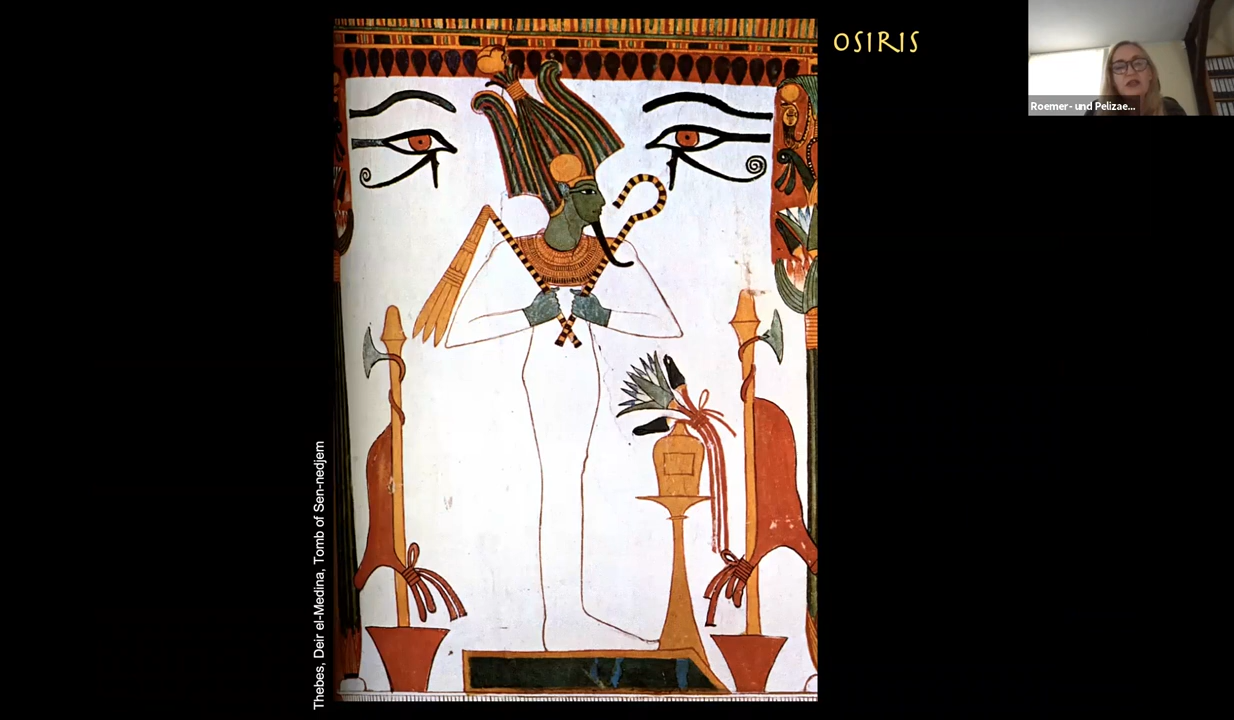 OSIRIS
Roemer- und Pelizae...
Thebes, Deir el-Medina, Tomb of Sen-nedjem